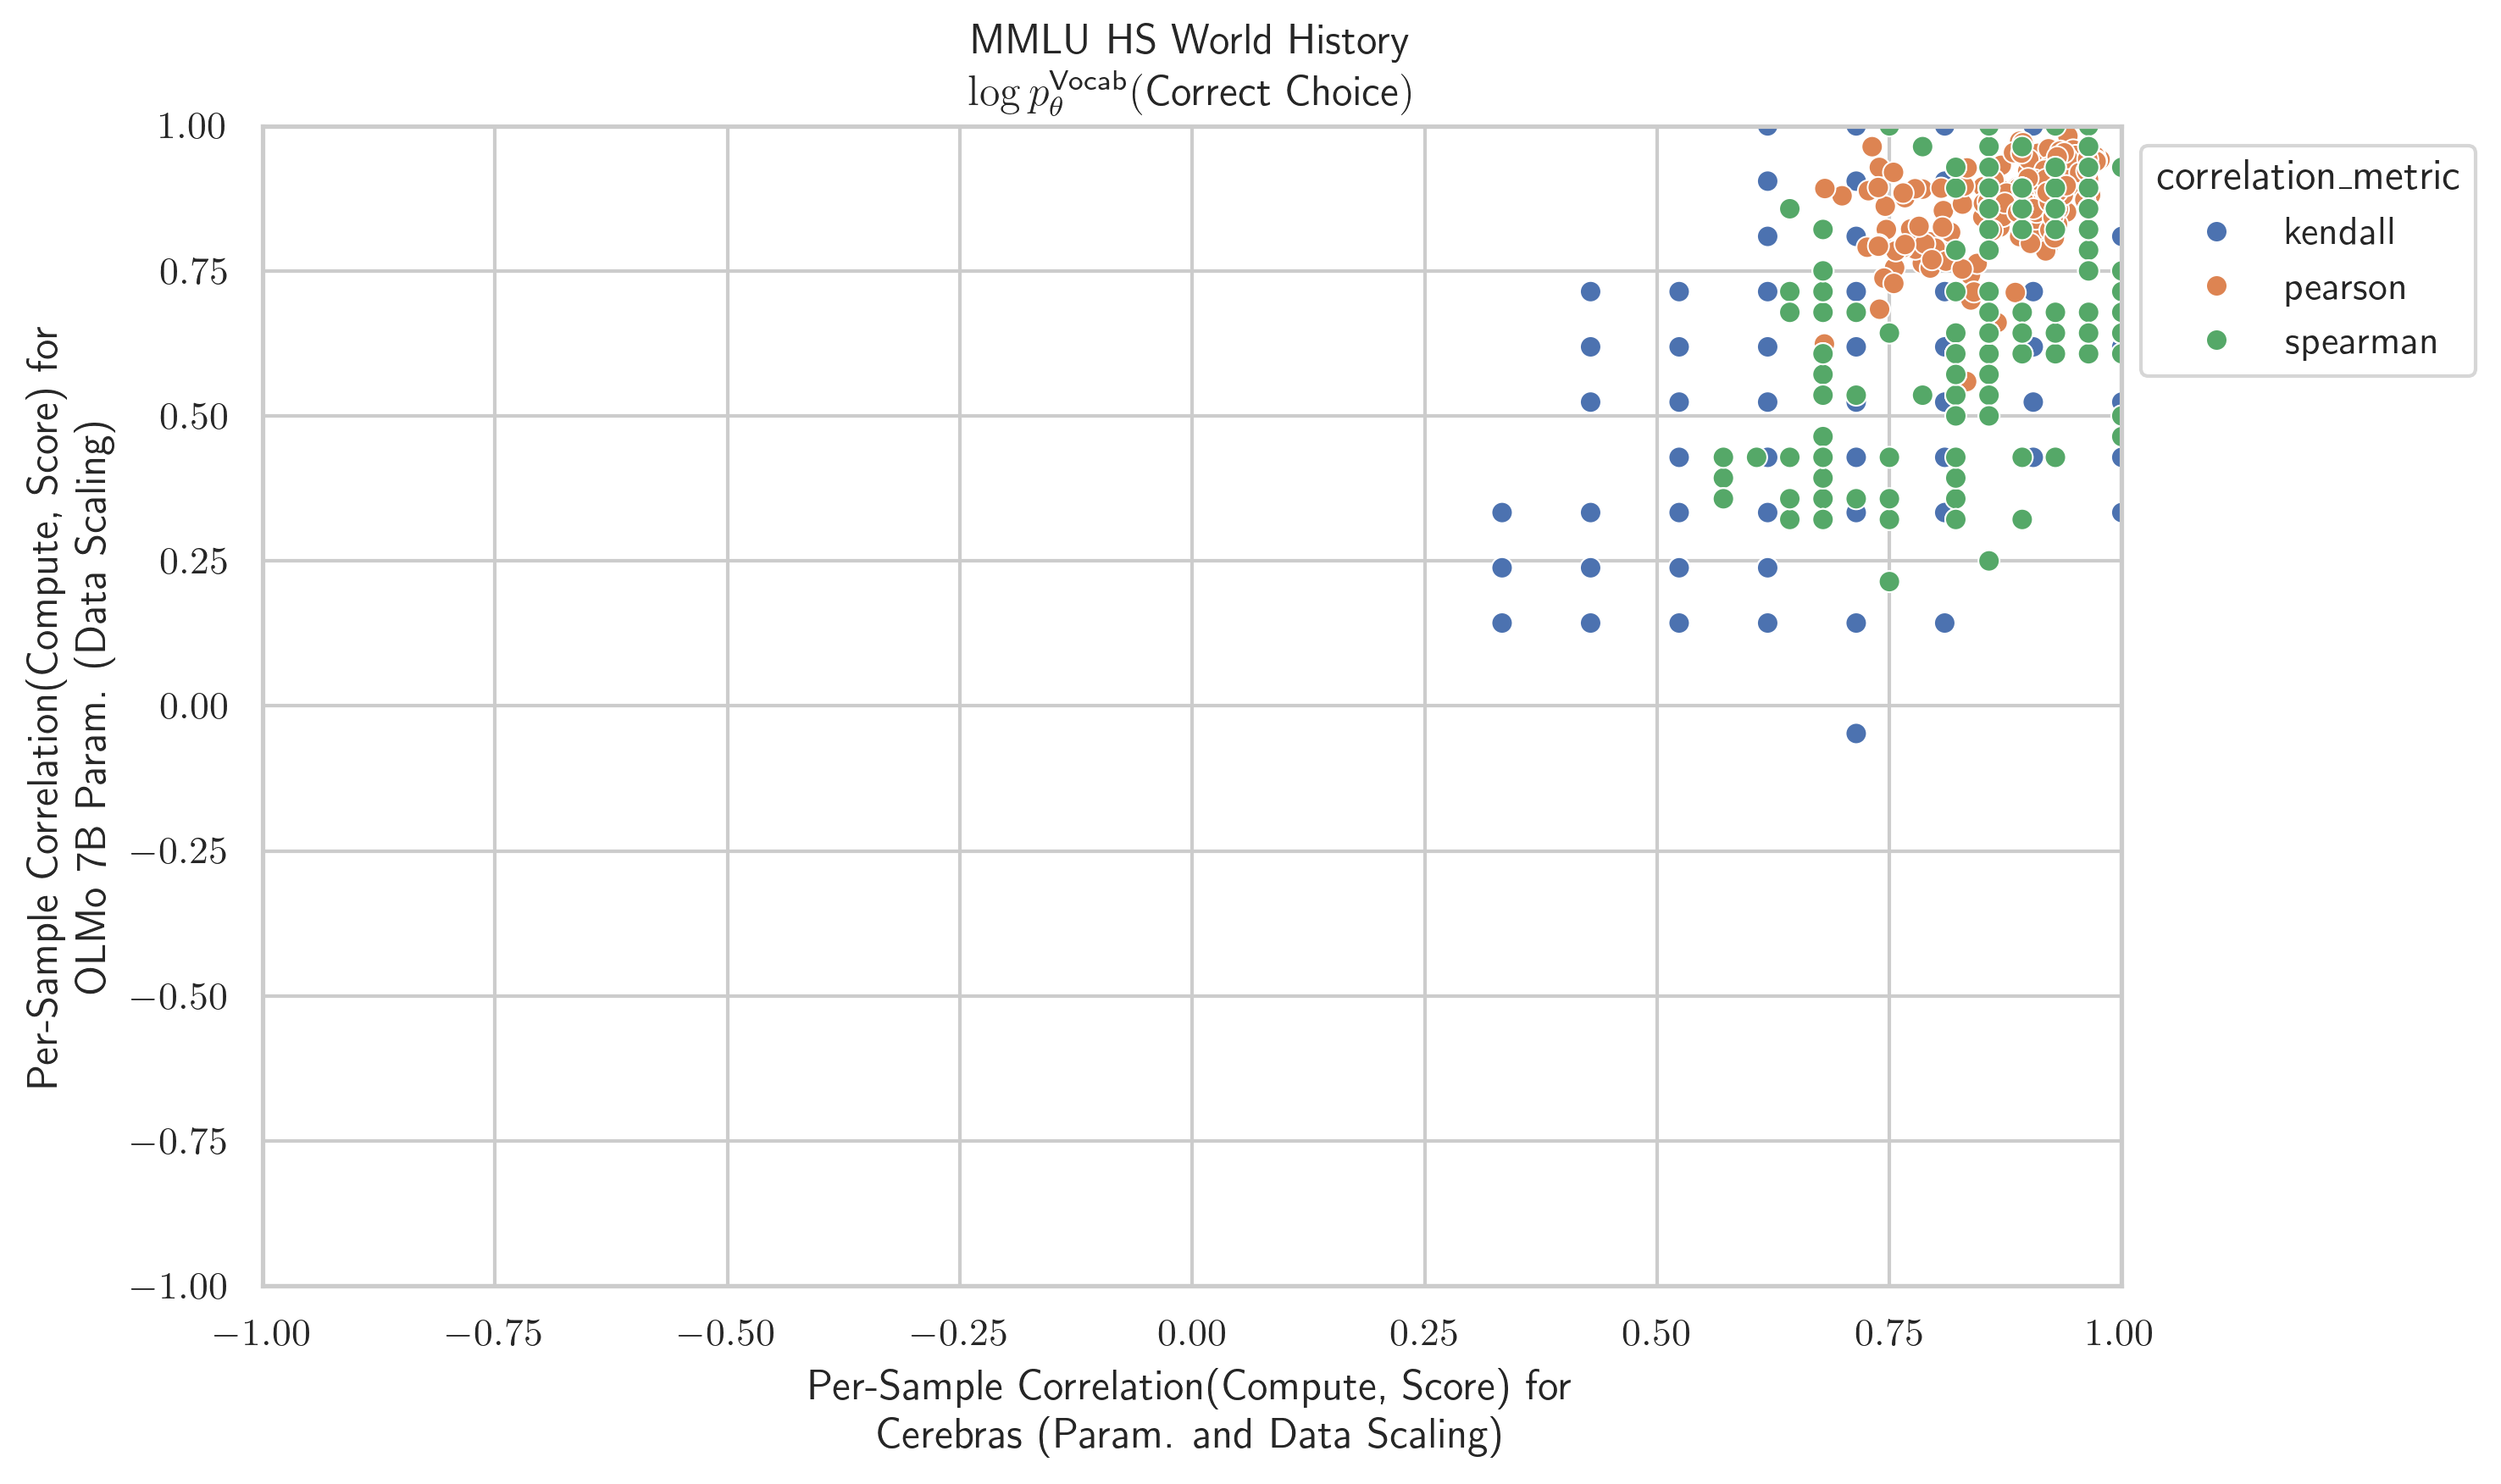 MMLU HS World History
log p_θ^Vocab(Correct Choice)
1.00
0.75
0.50
0.25
0.00
−0.25
−0.50
−0.75
−1.00
Per-Sample Correlation(Compute, Score) for
OLMo 7B Param. (Data Scaling)
−1.00 −0.75 −0.50 −0.25 0.00 0.25 0.50 0.75 1.00
Per-Sample Correlation(Compute, Score) for
Cerebras (Param. and Data Scaling)
correlation_metric
kendall
pearson
spearman